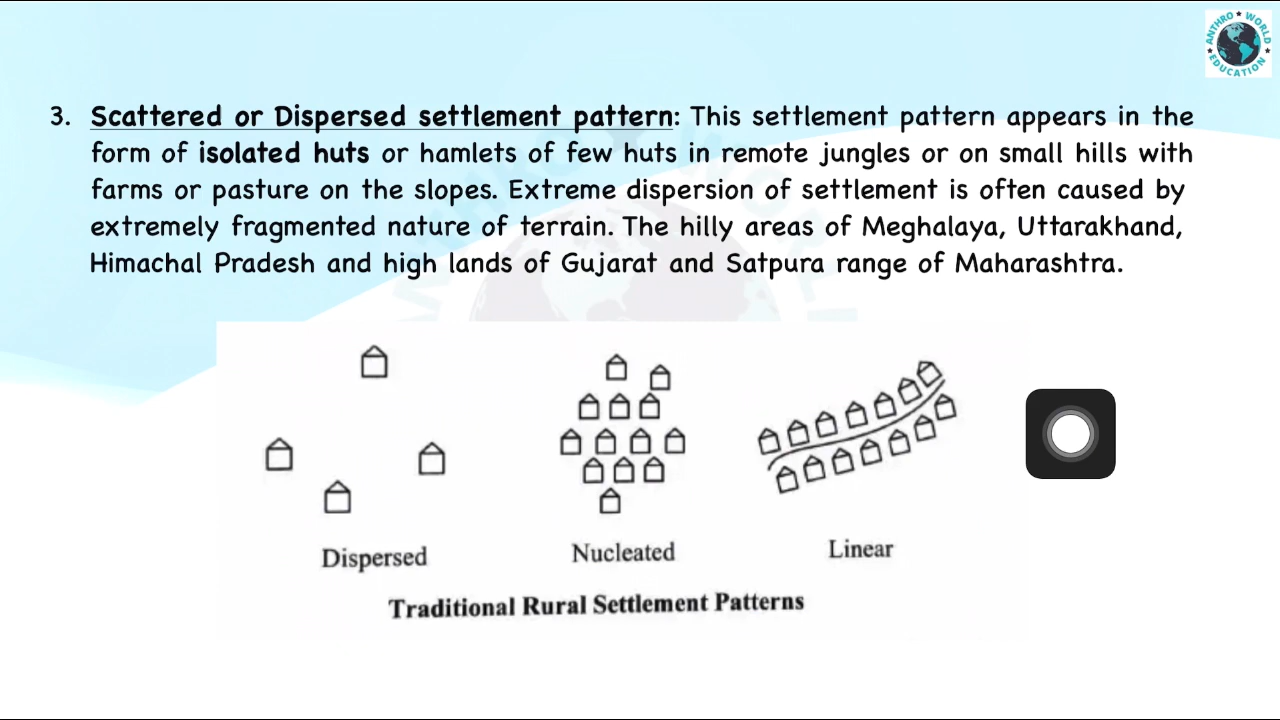 ANTHRO ★ WORLD ★ EDUCATION ★
3. Scattered or Dispersed settlement pattern: This settlement pattern appears in the
form of isolated huts or hamlets of few huts in remote jungles or on small hills with
farms or pasture on the slopes. Extreme dispersion of settlement is often caused by
extremely fragmented nature of terrain. The hilly areas of Meghalaya, Uttarakhand,
Himachal Pradesh and high lands of Gujarat and Satpura range of Maharashtra.
Dispersed
Nucleated
Linear
Traditional Rural Settlement Patterns